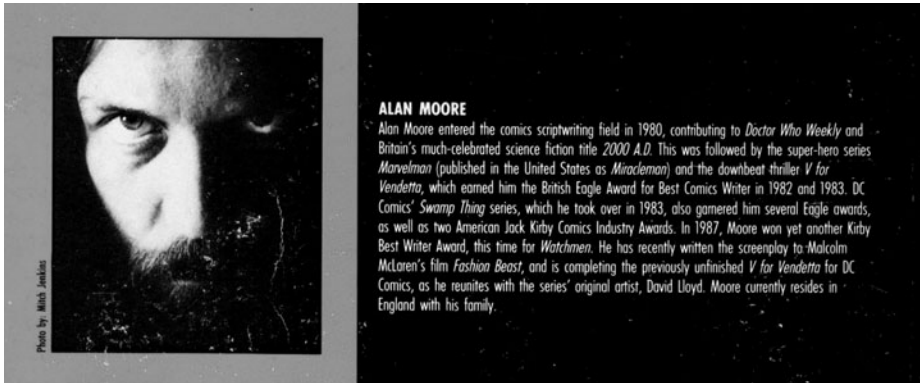 Photo by: Mitch Jenkins
ALAN MOORE
Alan Moore entered the comics scriptwriting field in 1980, contributing to Doctor Who Weekly and
Britain's much-celebrated science fiction title 2000 A.D. This was followed by the super-hero series
Marvelman (published in the United States as Miracleman) and the downbeat thriller V for
Vendetta, which earned him the British Eagle Award for Best Comics Writer in 1982 and 1983. DC
Comics' Swamp Thing series, which he took over in 1983, also garnered him several Eagle awards,
as well as two American Jack Kirby Comics Industry Awards. In 1987, Moore won yet another Kirby
Best Writer Award, this time for Watchmen. He has recently written the screenplay to Malcolm
McLaren's film Fashion Beast, and is completing the previously unfinished V for Vendetta for DC
Comics, as he reunites with the series' original artist, David Lloyd. Moore currently resides in
England with his family.